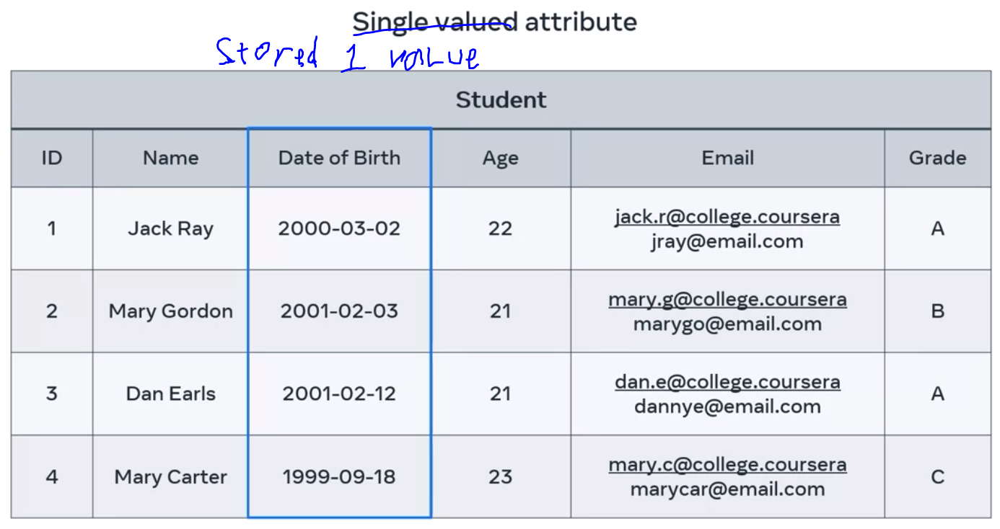 Single valued attribute
Stored 1 value
Student
ID Name Date of Birth Age Email Grade
1 Jack Ray 2000-03-02 22 jack.r@college.coursera jray@email.com A
2 Mary Gordon 2001-02-03 21 mary.g@college.coursera marygo@email.com B
3 Dan Earls 2001-02-12 21 dan.e@college.coursera dannye@email.com A
4 Mary Carter 1999-09-18 23 mary.c@college.coursera marycar@email.com C